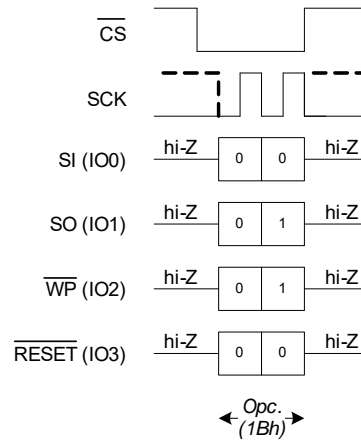 CS
SCK
hi-Z hi-Z
SI (IO0) 0 0
hi-Z hi-Z
SO (IO1) 0 1
hi-Z hi-Z
WP (IO2) 0 1
hi-Z hi-Z
RESET (IO3) 0 0
Opc.
(1Bh)